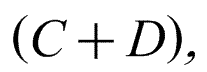 (C + D),